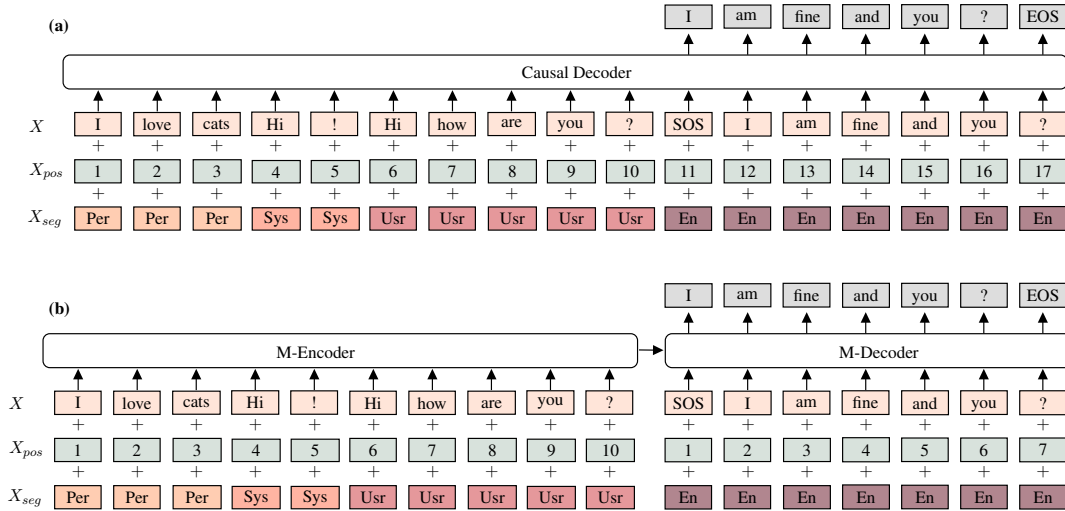 (a)
I am fine and you ? EOS
Causal Decoder
X I love cats Hi ! Hi how are you ? SOS I am fine and you ?
+ + + + + + + + + + + + + + + + +
X_pos 1 2 3 4 5 6 7 8 9 10 11 12 13 14 15 16 17
+ + + + + + + + + + + + + + + + +
X_seg Per Per Per Sys Sys Usr Usr Usr Usr Usr En En En En En En En
(b)
I am fine and you ? EOS
M-Encoder M-Decoder
X I love cats Hi ! Hi how are you ? SOS I am fine and you ?
+ + + + + + + + + + + + + + + + +
X_pos 1 2 3 4 5 6 7 8 9 10 1 2 3 4 5 6 7
+ + + + + + + + + + + + + + + + +
X_seg Per Per Per Sys Sys Usr Usr Usr Usr Usr En En En En En En En